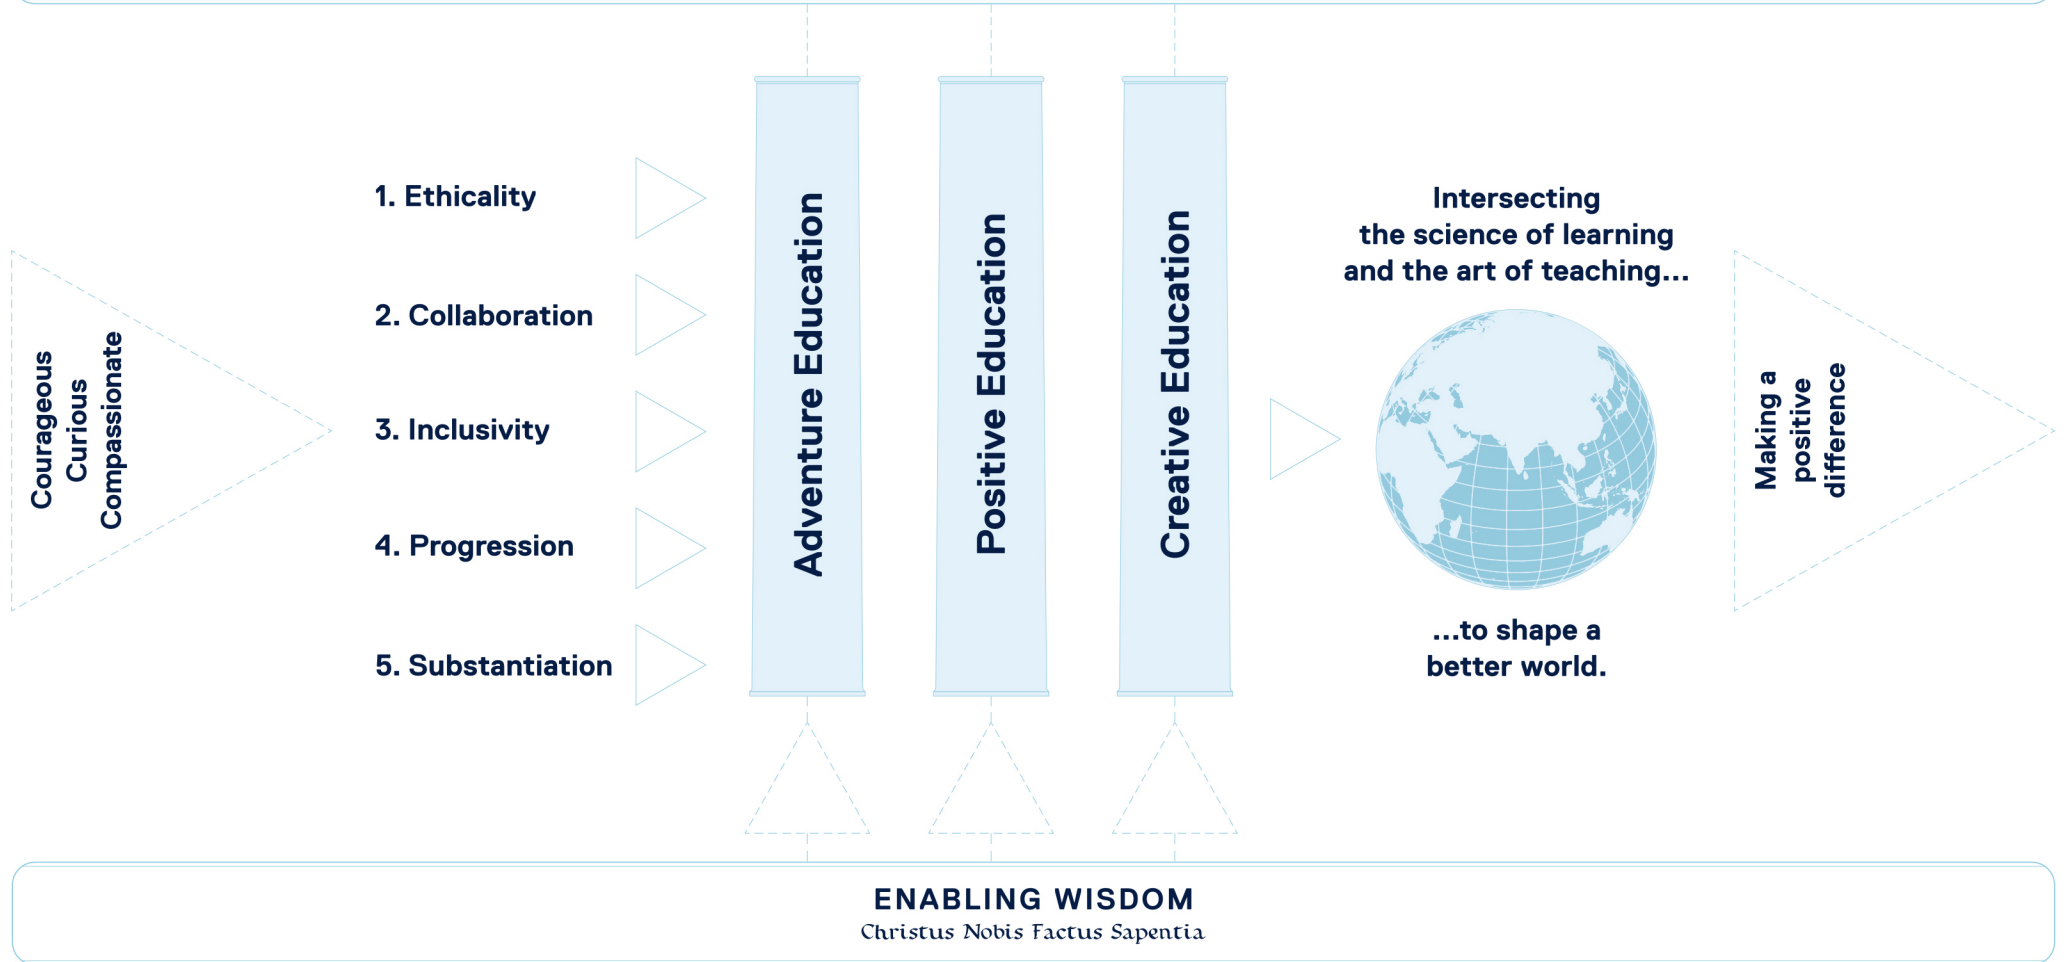 Courageous
Curious
Compassionate
1. Ethicality
2. Collaboration
3. Inclusivity
4. Progression
5. Substantiation
Adventure Education
Positive Education
Creative Education
Intersecting
the science of learning
and the art of teaching...
...to shape a
better world.
Making a
positive
difference
ENABLING WISDOM
Christus Nobis Factus Sapentia